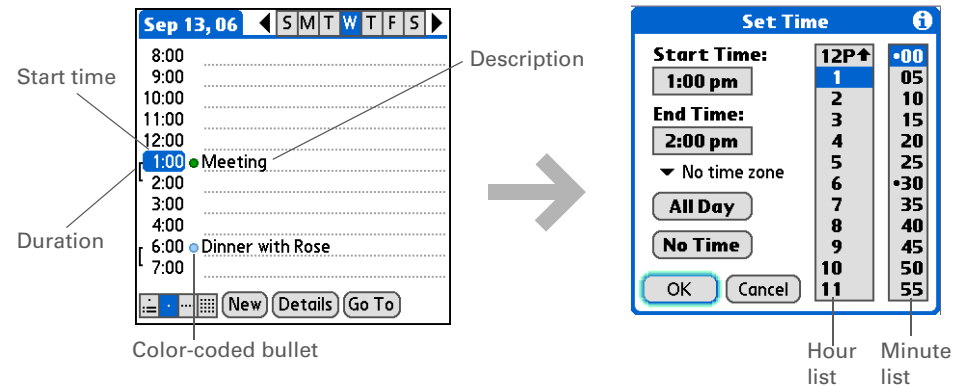 Sep 13, 06 S M T W T F S
8:00
9:00
10:00
11:00
12:00
1:00 Meeting
2:00
3:00
4:00
6:00 Dinner with Rose
7:00
New Details Go To
Start time
Duration
Description
Color-coded bullet
Set Time
Start Time:
1:00 pm
End Time:
2:00 pm
No time zone
All Day
No Time
OK Cancel
12P
1
2
3
4
5
6
7
8
9
10
11
•00
05
10
15
20
25
•30
35
40
45
50
55
Hour
list
Minute
list